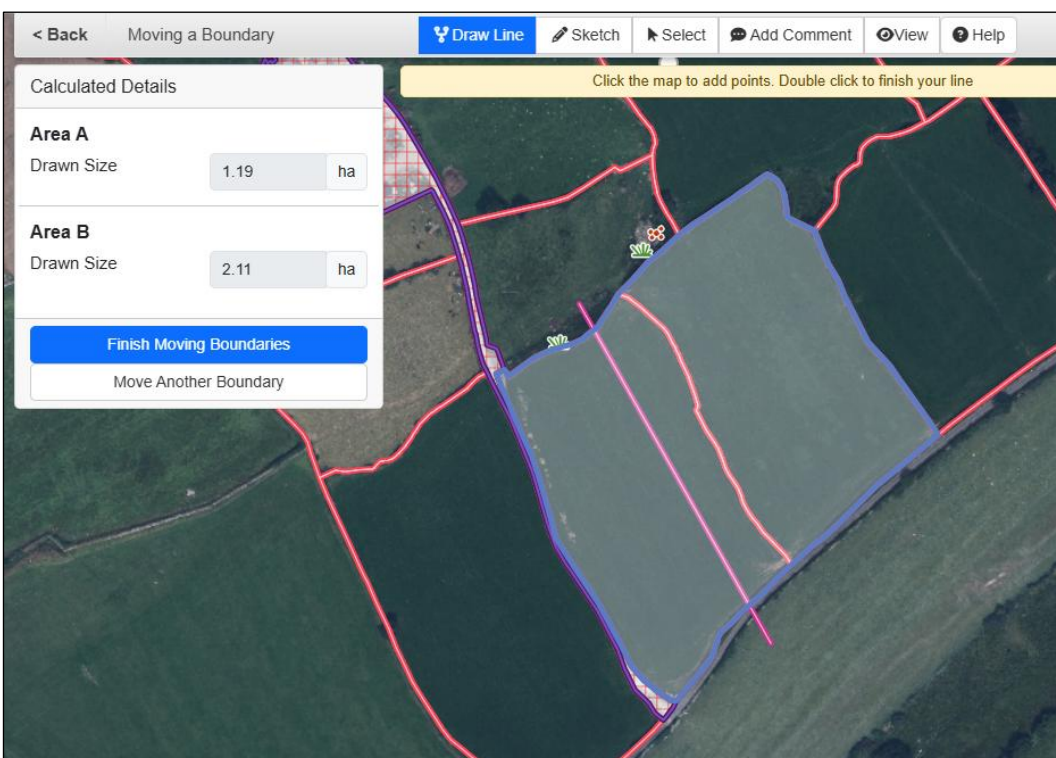 < Back Moving a Boundary Draw Line Sketch Select Add Comment View Help
Click the map to add points. Double click to finish your line
Calculated Details
Area A
Drawn Size 1.19 ha
Area B
Drawn Size 2.11 ha
Finish Moving Boundaries
Move Another Boundary